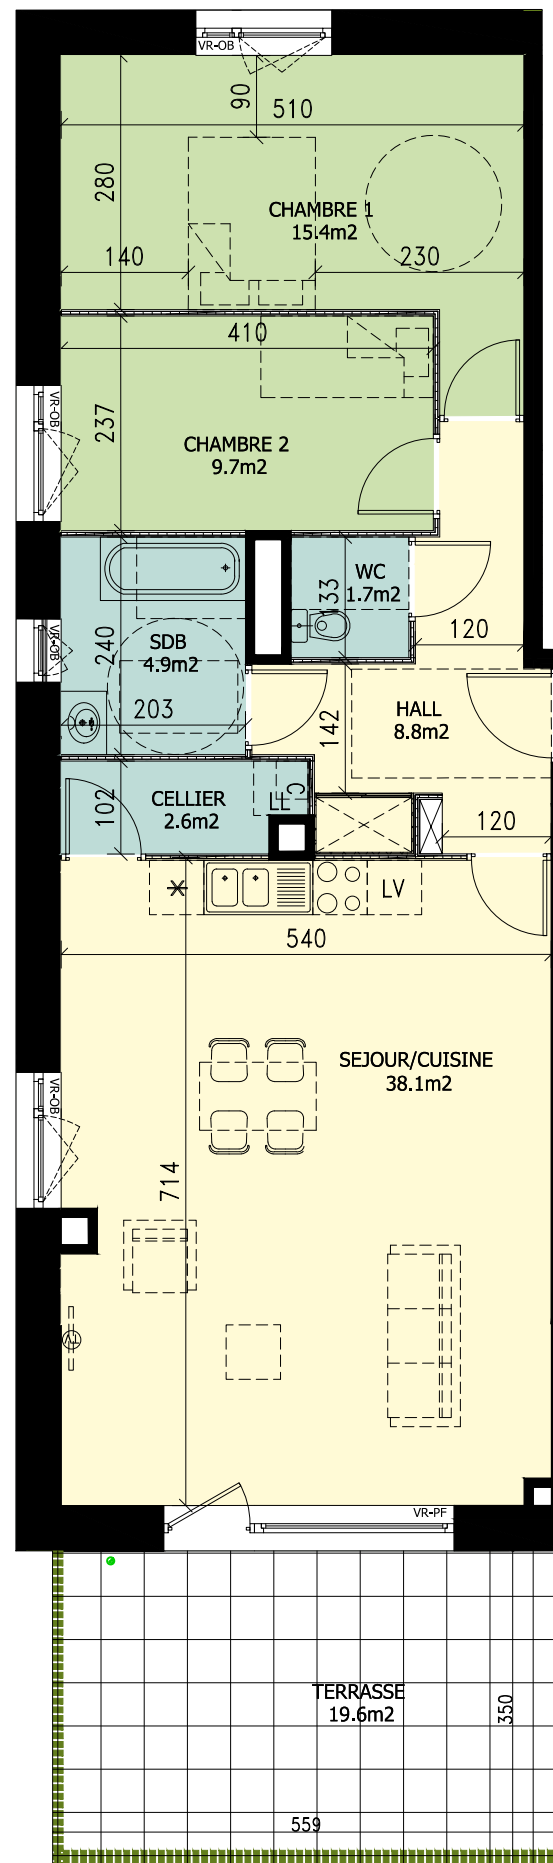 VR-OB
90
510
280
CHAMBRE 1
15.4m2
140
230
410
VR-OB
237
CHAMBRE 2
9.7m2
WC
1.7m2
133
VR-OB
240
SDB
4.9m2
120
203
142
HALL
8.8m2
102
CELLIER
2.6m2
LL
C
120
LV
540
SEJOUR/CUISINE
38.1m2
VR-OB
714
VR-PF
TERRASSE
19.6m2
350
559